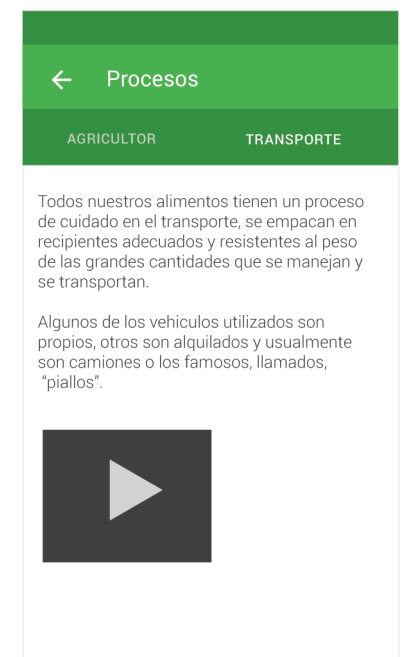 Procesos
AGRICULTOR
TRANSPORTE
Todos nuestros alimentos tienen un proceso
de cuidado en el transporte, se empacan en
recipientes adecuados y resistentes al peso
de las grandes cantidades que se manejan y
se transportan.
Algunos de los vehiculos utilizados son
propios, otros son alquilados y usualmente
son camiones o los famosos, llamados,
“piallos”.